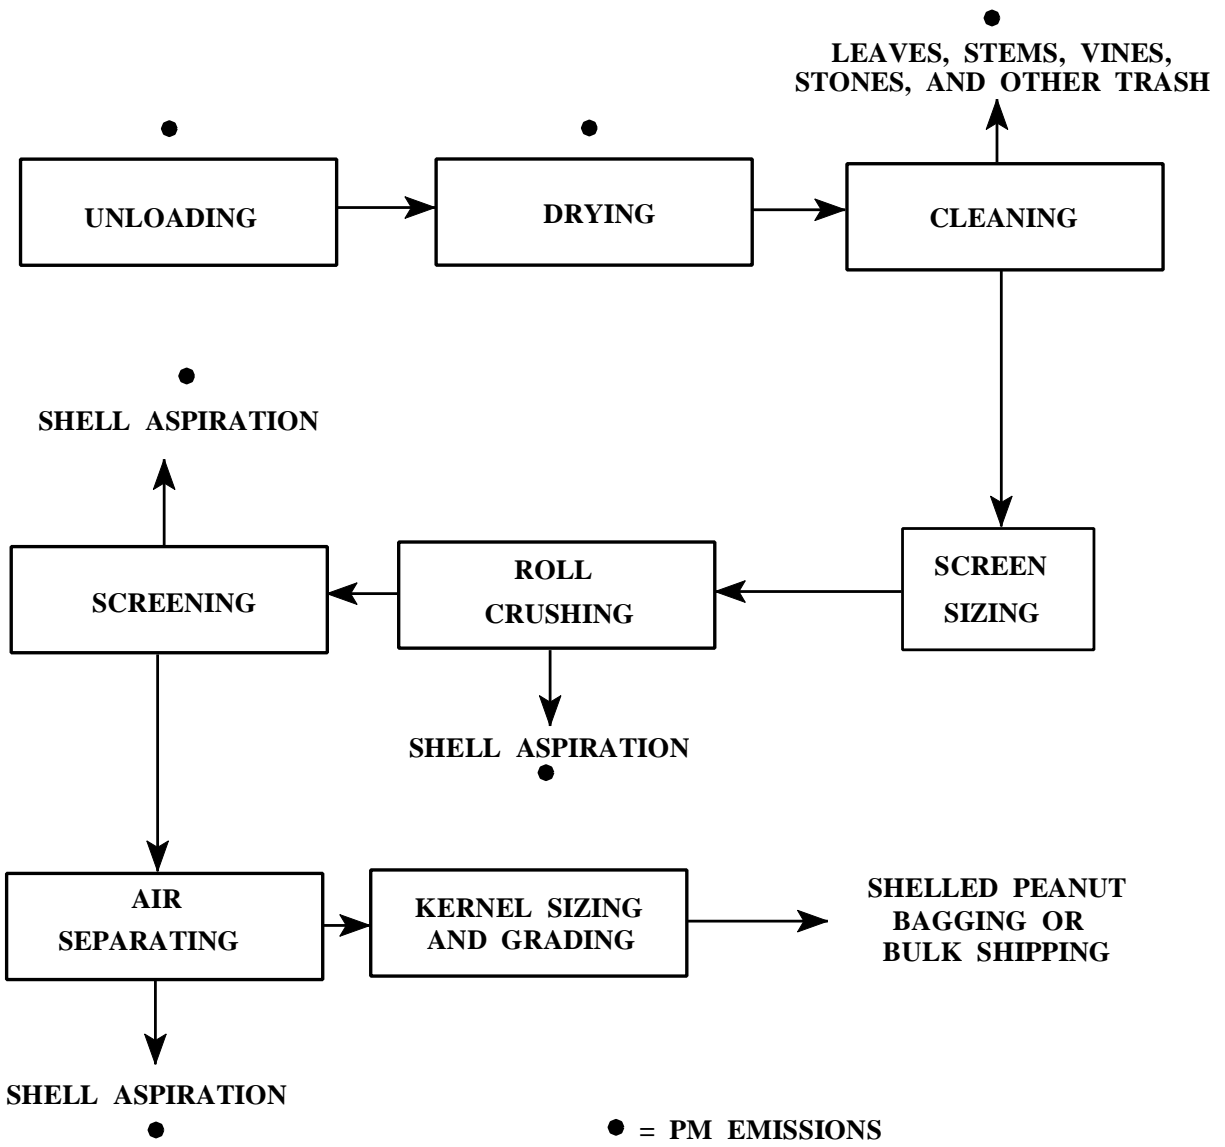 LEAVES, STEMS, VINES,
STONES, AND OTHER TRASH
UNLOADING
DRYING
CLEANING
SHELL ASPIRATION
SCREENING
ROLL
CRUSHING
SCREEN
SIZING
SHELL ASPIRATION
AIR
SEPARATING
KERNEL SIZING
AND GRADING
SHELLED PEANUT
BAGGING OR
BULK SHIPPING
SHELL ASPIRATION
● = PM EMISSIONS